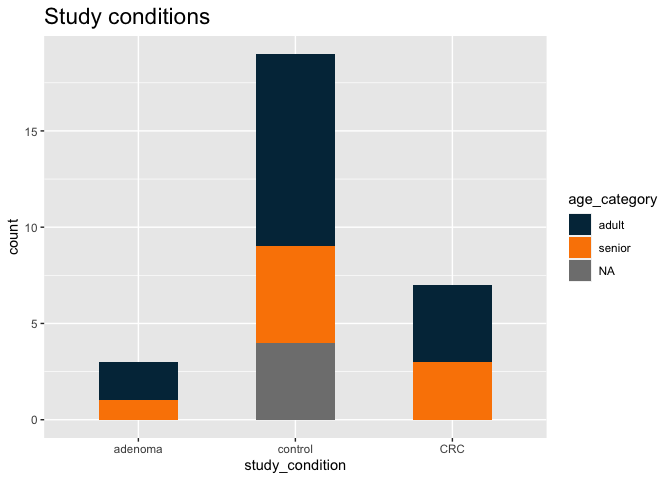 Study conditions
count
15
10
5
0
adenoma
control
CRC
study_condition
age_category
adult
senior
NA